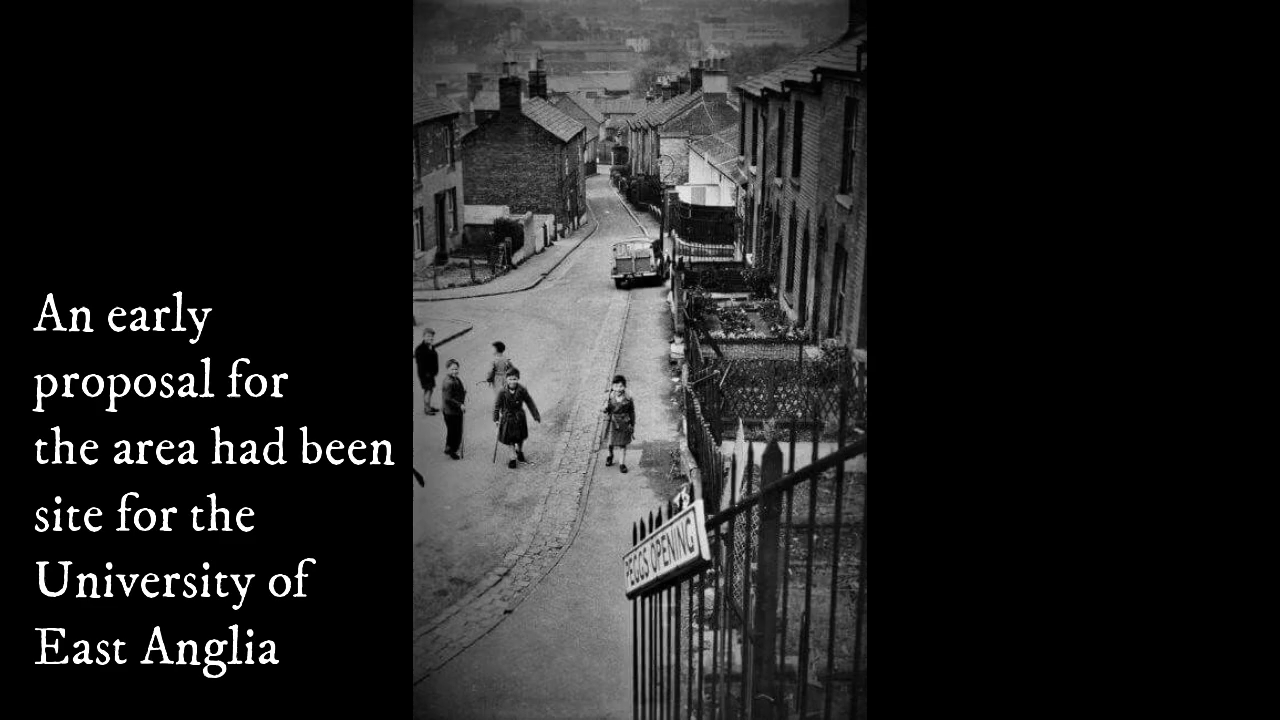 An early
proposal for
the area had been
site for the
University of
East Anglia
PEGGS OPENING